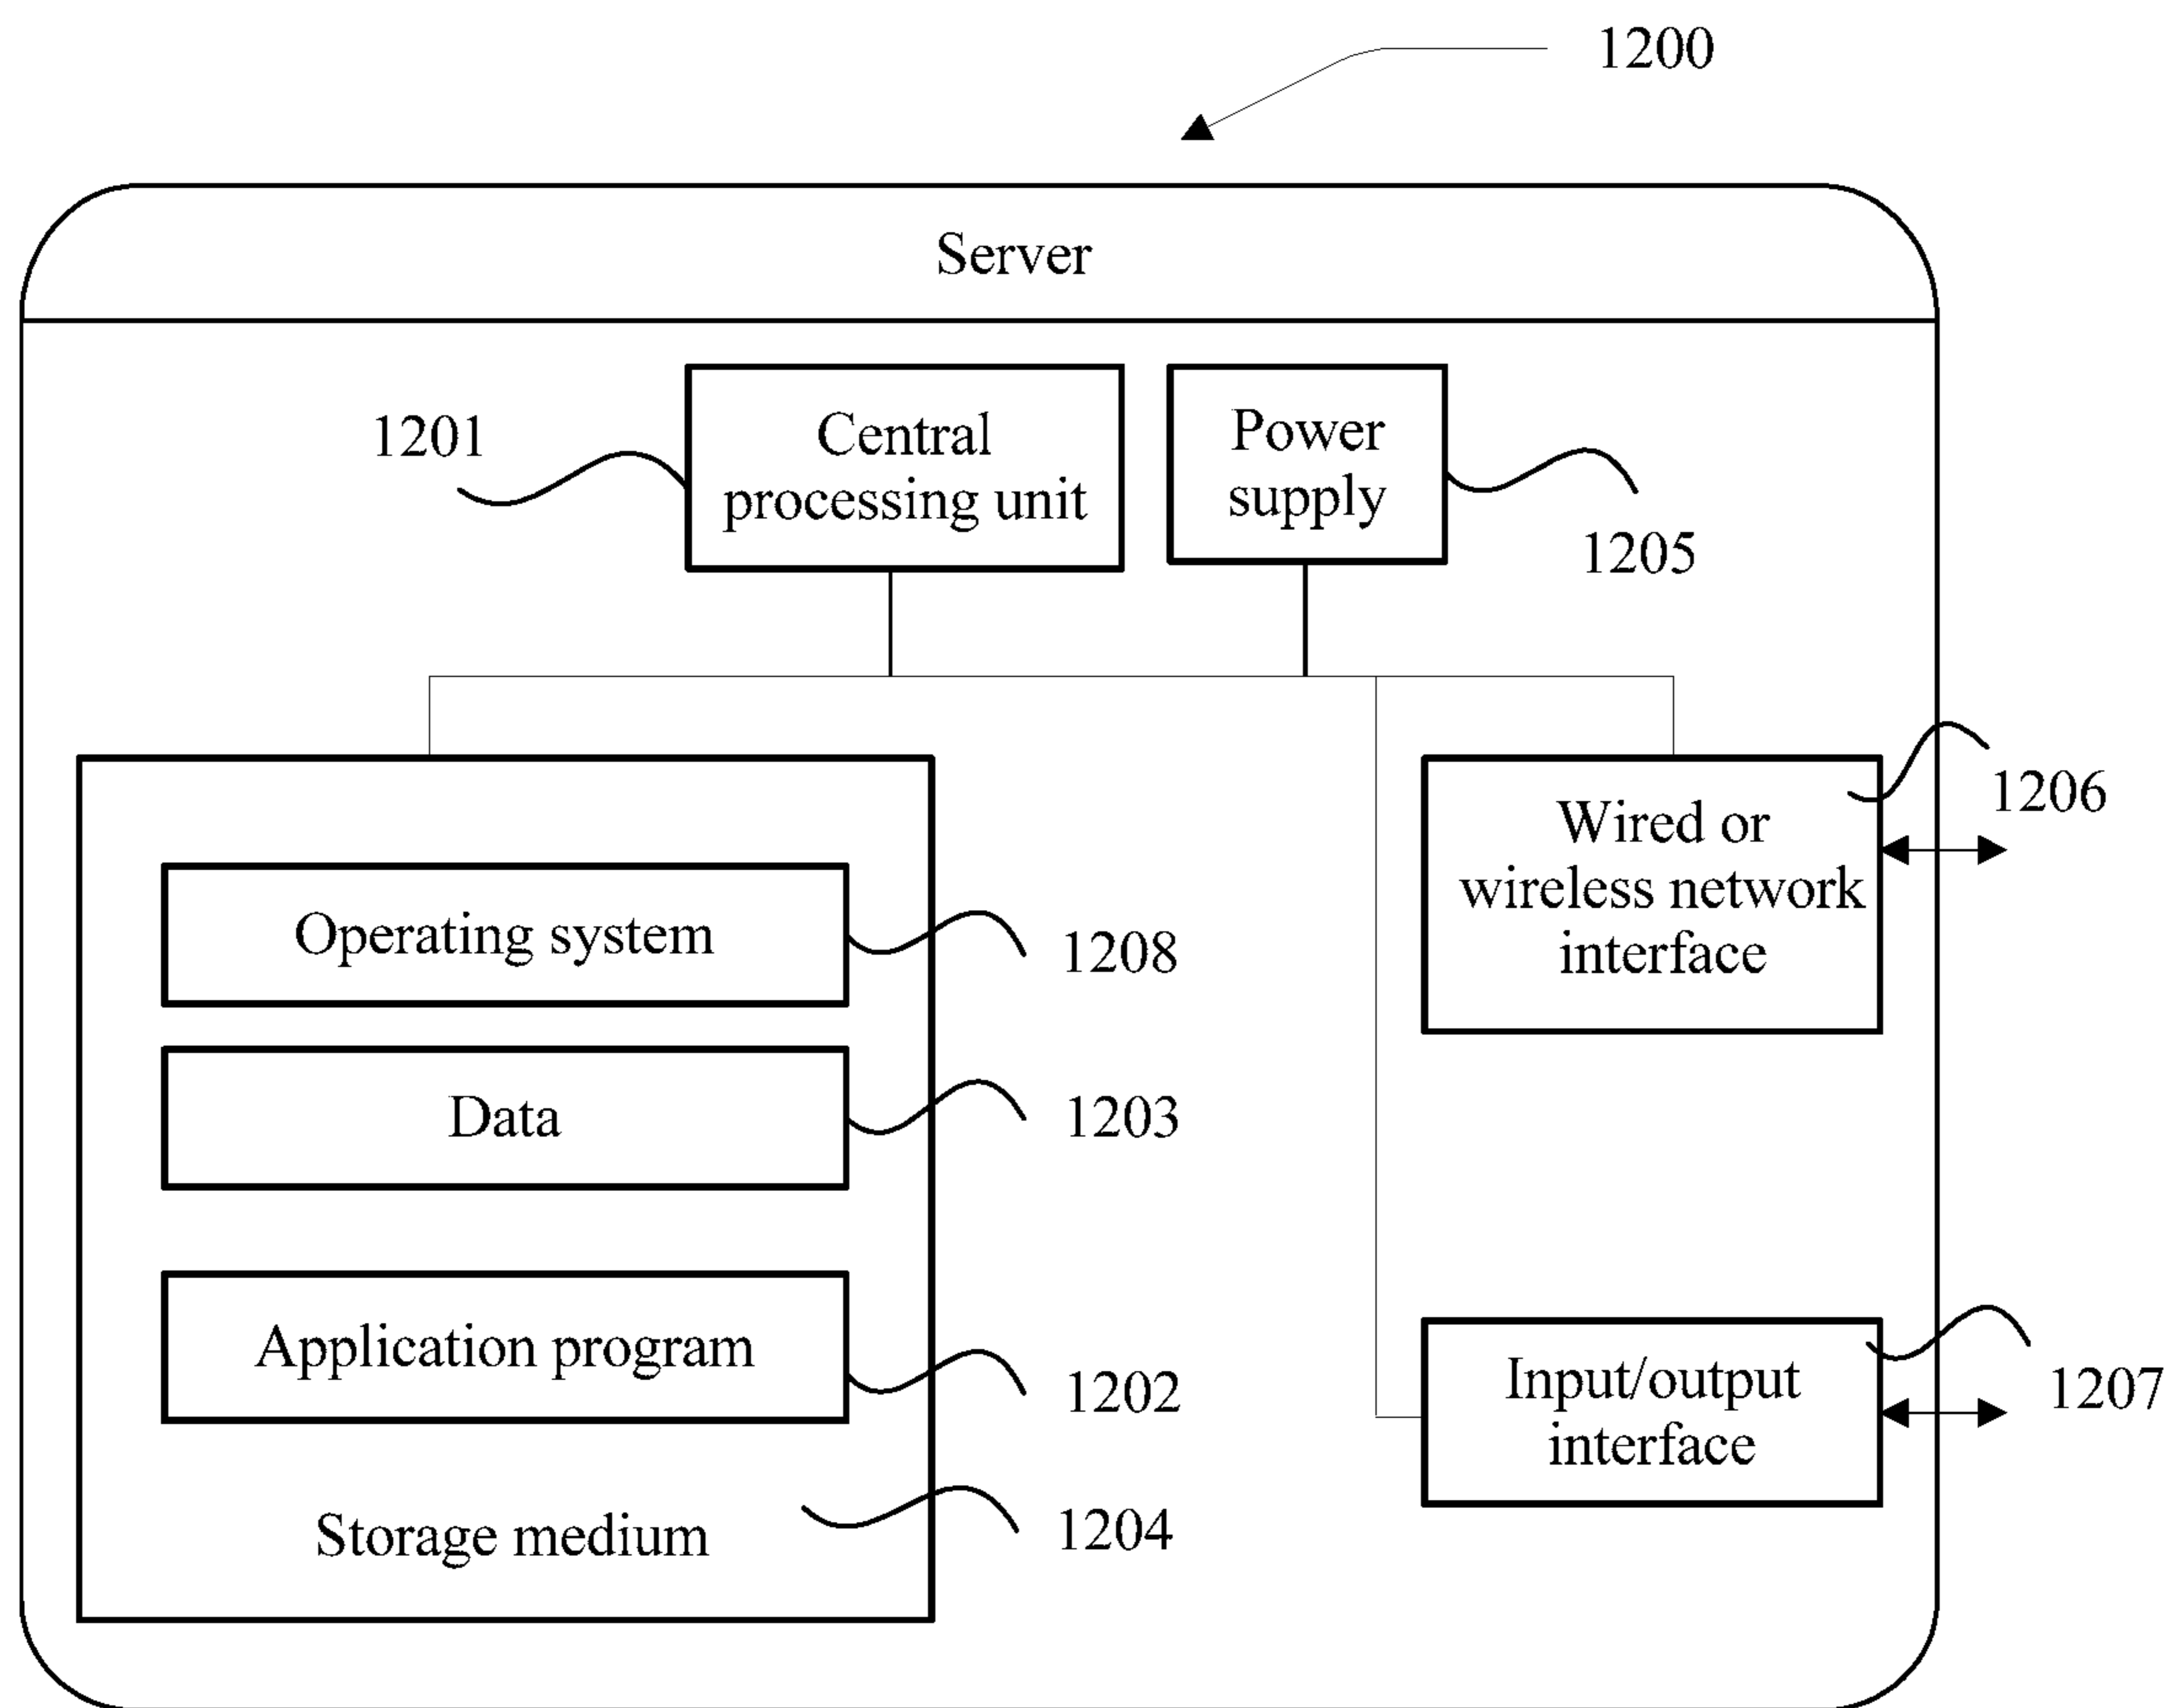 1200
Server
1201
Central
processing unit
Power
supply
1205
Operating system
1208
Data
1203
Application program
1202
Storage medium
1204
Wired or
wireless network
interface
1206
Input/output
interface
1207